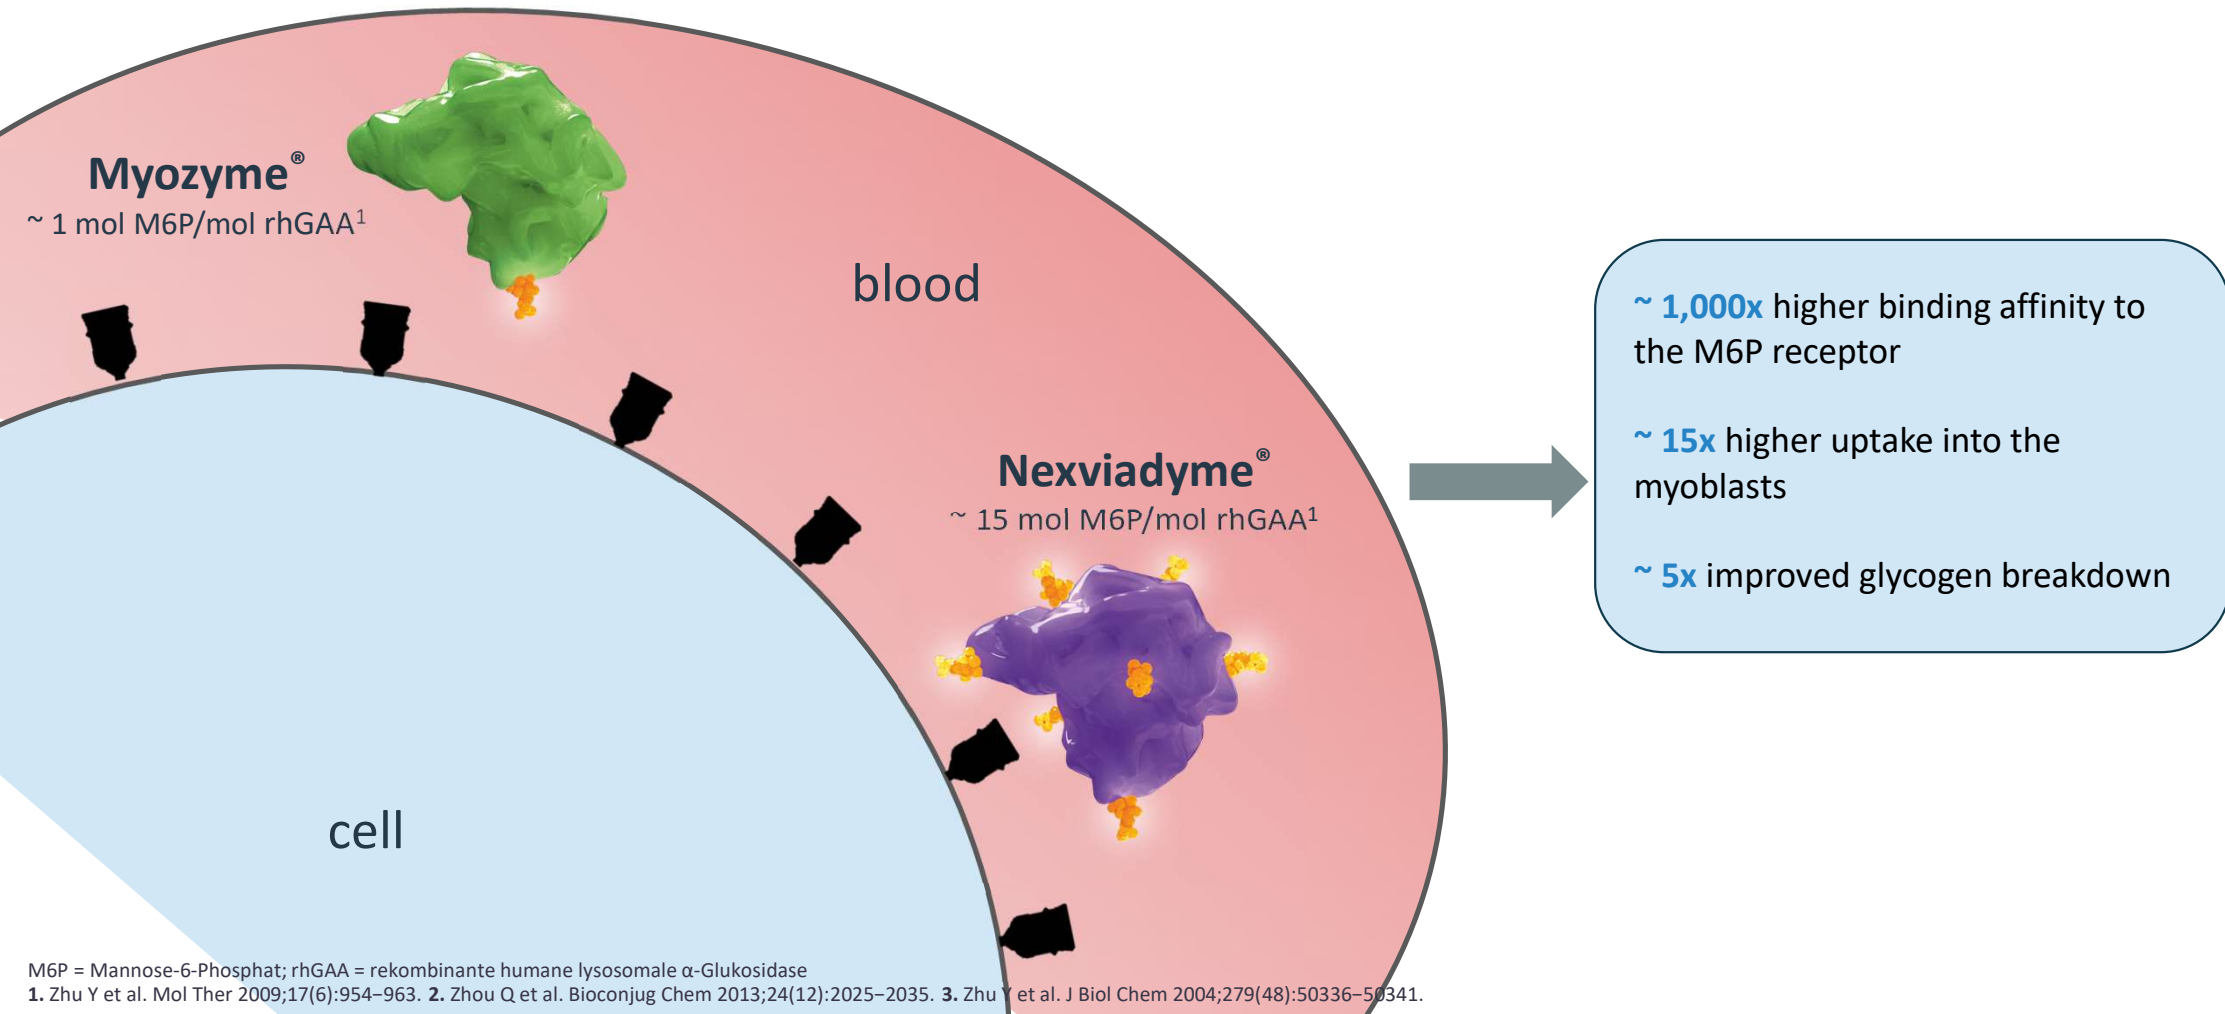 Myozyme®
~ 1 mol M6P/mol rhGAA1
blood
Nexviadyme®
~ 15 mol M6P/mol rhGAA1
cell
~ 1,000x higher binding affinity to
the M6P receptor
~ 15x higher uptake into the
myoblasts
~ 5x improved glycogen breakdown
M6P = Mannose-6-Phosphat; rhGAA = rekombinante humane lysosomale α-Glukosidase
1. Zhu Y et al. Mol Ther 2009;17(6):954–963. 2. Zhou Q et al. Bioconjug Chem 2013;24(12):2025–2035. 3. Zhu Y et al. J Biol Chem 2004;279(48):50336–50341.